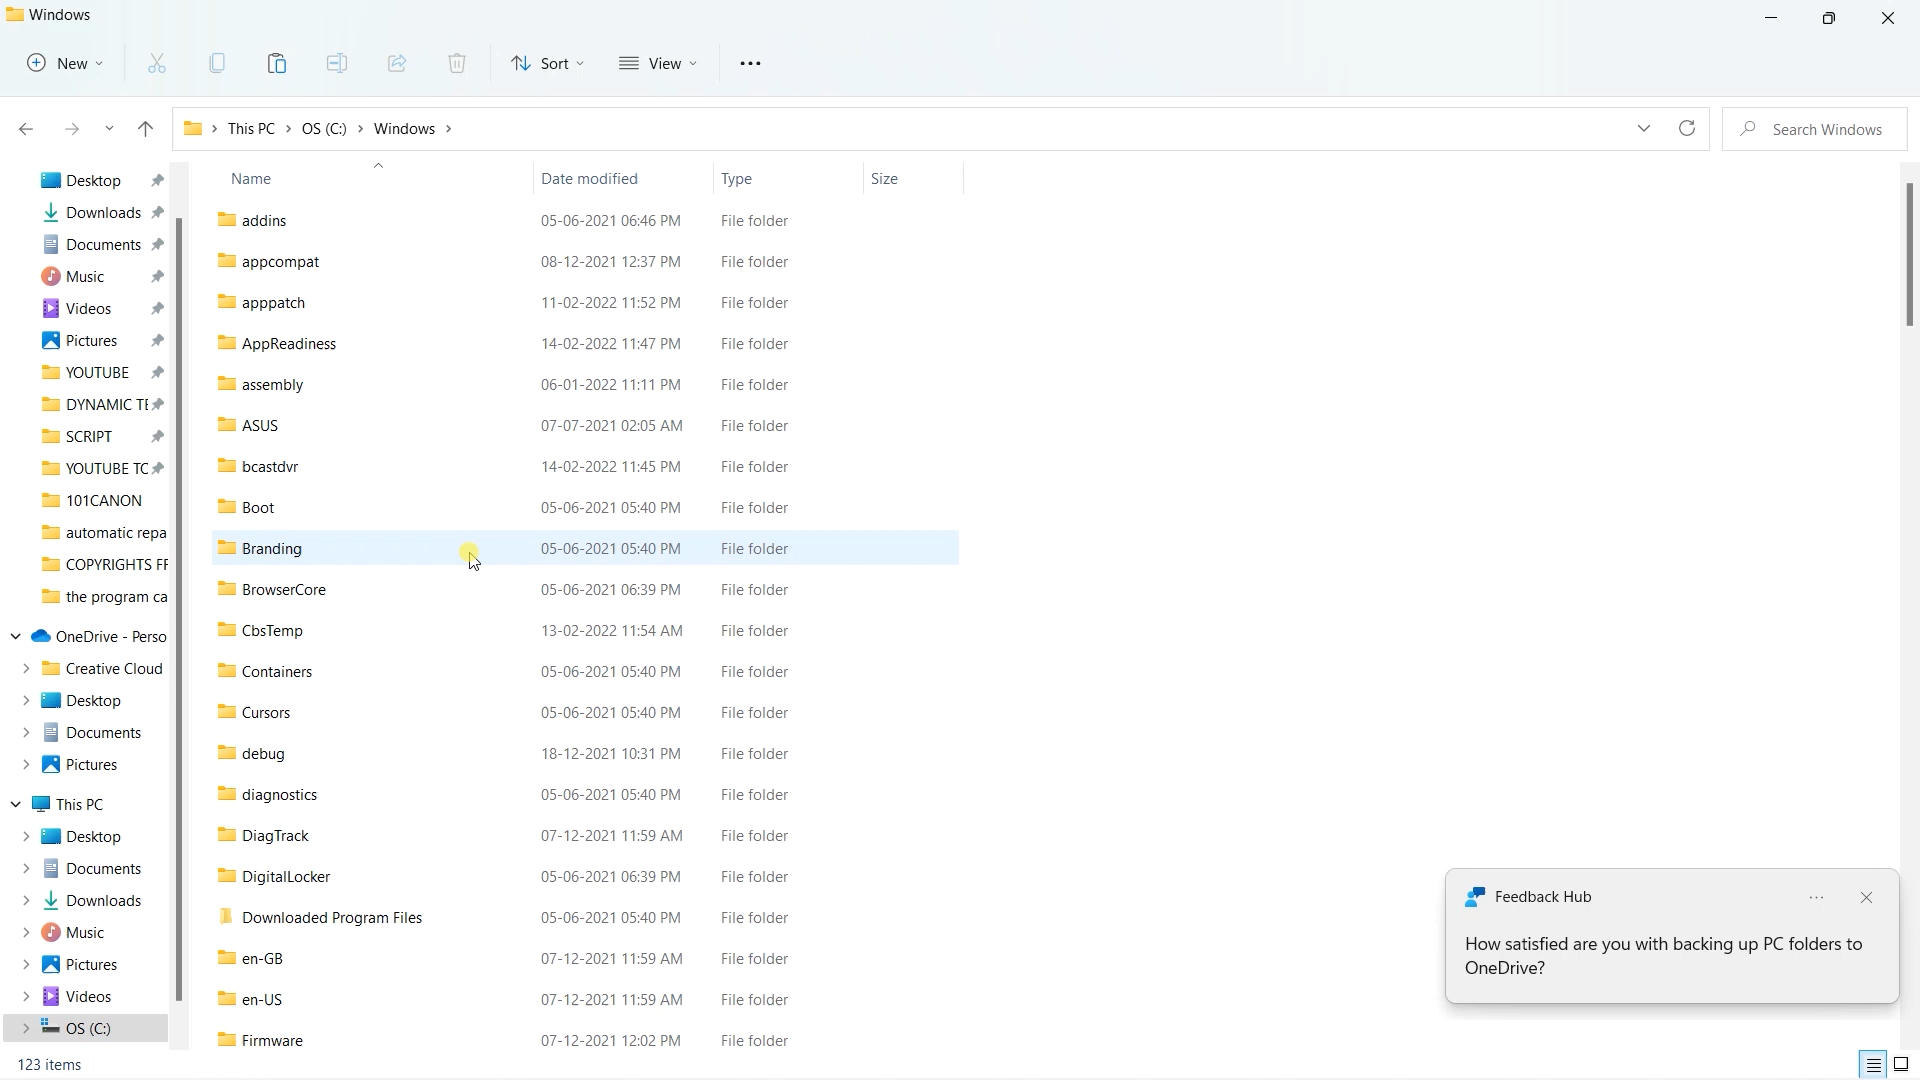 Windows
New
Sort
View
This PC
OS (C:)
Windows
Search Windows
Name Date modified Type Size
Desktop
Downloads
Documents
Music
Videos
Pictures
YOUTUBE
DYNAMIC TE
SCRIPT
YOUTUBE TC
101CANON
automatic repa
COPYRIGHTS FF
the program ca
OneDrive - Perso
Creative Cloud
Desktop
Documents
Pictures
This PC
Desktop
Documents
Downloads
Music
Pictures
Videos
OS (C:)
addins 05-06-2021 06:46 PM File folder
appcompat 08-12-2021 12:37 PM File folder
apppatch 11-02-2022 11:52 PM File folder
AppReadiness 14-02-2022 11:47 PM File folder
assembly 06-01-2022 11:11 PM File folder
ASUS 07-07-2021 02:05 AM File folder
bcastdvr 14-02-2022 11:45 PM File folder
Boot 05-06-2021 05:40 PM File folder
Branding 05-06-2021 05:40 PM File folder
BrowserCore 05-06-2021 06:39 PM File folder
CbsTemp 13-02-2022 11:54 AM File folder
Containers 05-06-2021 05:40 PM File folder
Cursors 05-06-2021 05:40 PM File folder
debug 18-12-2021 10:31 PM File folder
diagnostics 05-06-2021 05:40 PM File folder
DiagTrack 07-12-2021 11:59 AM File folder
DigitalLocker 05-06-2021 06:39 PM File folder
Downloaded Program Files 05-06-2021 05:40 PM File folder
en-GB 07-12-2021 11:59 AM File folder
en-US 07-12-2021 11:59 AM File folder
Firmware 07-12-2021 12:02 PM File folder
Feedback Hub
How satisfied are you with backing up PC folders to
OneDrive?
123 items